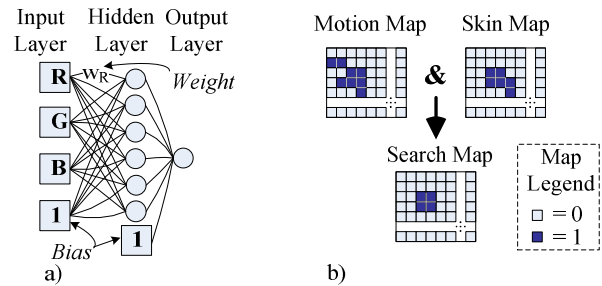 Input Layer
Hidden Layer
Output Layer
R
G
B
1
1
wR
Weight
Bias
a)
Motion Map
&
Skin Map
Search Map
Map
Legend
= 0
= 1
b)